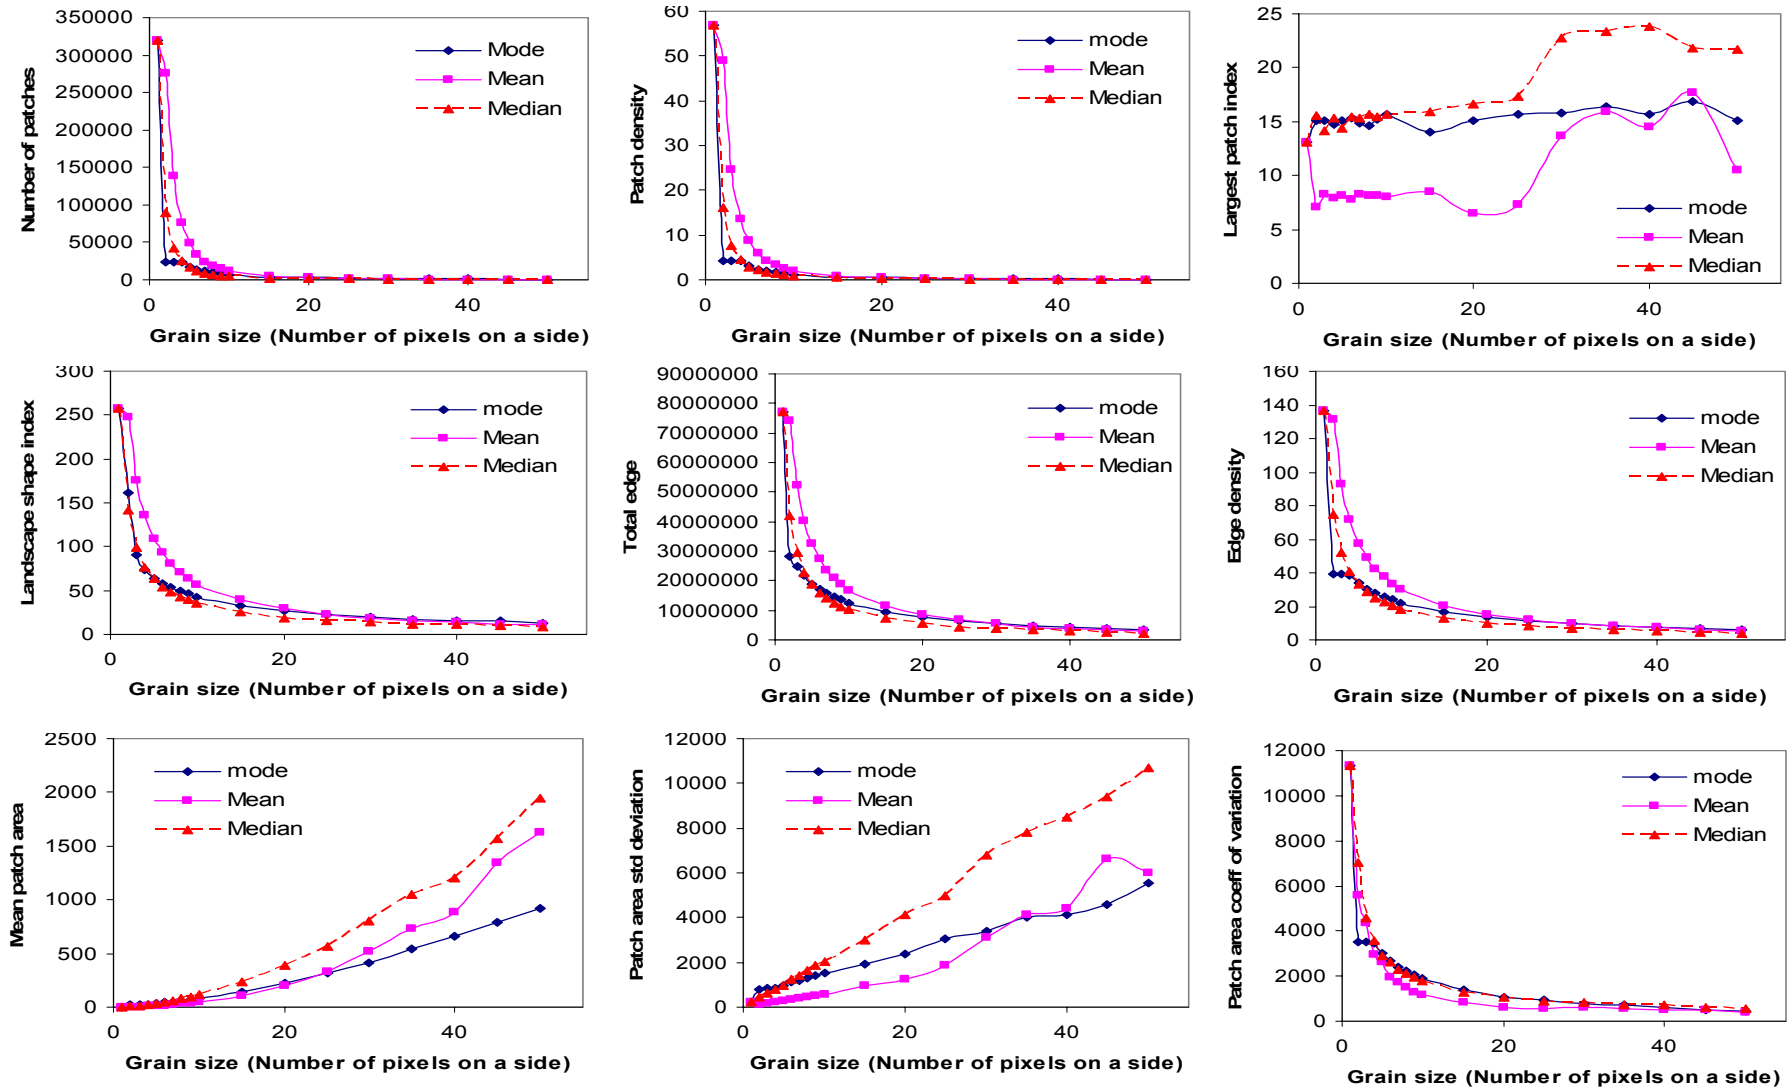 350000
300000
250000
200000
150000
100000
50000
0
0
20
40
Number of patches
Mode
Mean
Median
Grain size (Number of pixels on a side)
60
50
40
30
20
10
0
0
20
40
Patch density
mode
Mean
Median
Grain size (Number of pixels on a side)
25
20
15
10
5
0
0
20
40
Largest patch index
mode
Mean
Median
Grain size (Number of pixels on a side)
300
250
200
150
100
50
0
0
20
40
Landscape shape index
mode
Mean
Median
Grain size (Number of pixels on a side)
90000000
80000000
70000000
60000000
50000000
40000000
30000000
20000000
10000000
0
0
20
40
Total edge
mode
Mean
Median
Grain size (Number of pixels on a side)
160
140
120
100
80
60
40
20
0
0
20
40
Edge density
mode
Mean
Median
Grain size (Number of pixels on a side)
2500
2000
1500
1000
500
0
0
20
40
Mean patch area
mode
Mean
Median
Grain size (Number of pixels on a side)
12000
10000
8000
6000
4000
2000
0
0
20
40
Patch area std deviation
mode
Mean
Median
Grain size (Number of pixels on a side)
12000
10000
8000
6000
4000
2000
0
0
20
40
Patch area coeff of variation
mode
Mean
Median
Grain size (Number of pixels on a side)